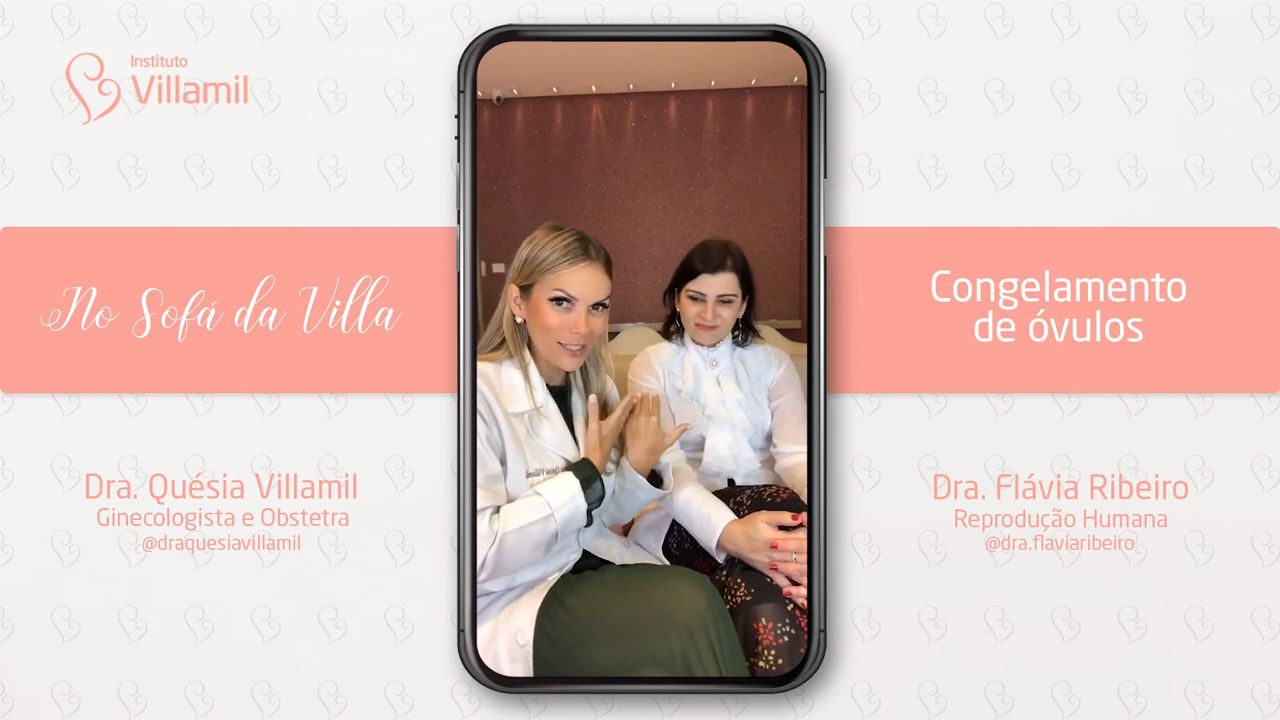 Instituto
Villamil
No Sofá da Villa
Congelamento
de óvulos
Dra. Quésia Villamil
Ginecologista e Obstetra
@draquesiavillamil
Dra. Flávia Ribeiro
Reprodução Humana
@dra.flaviaribeiro